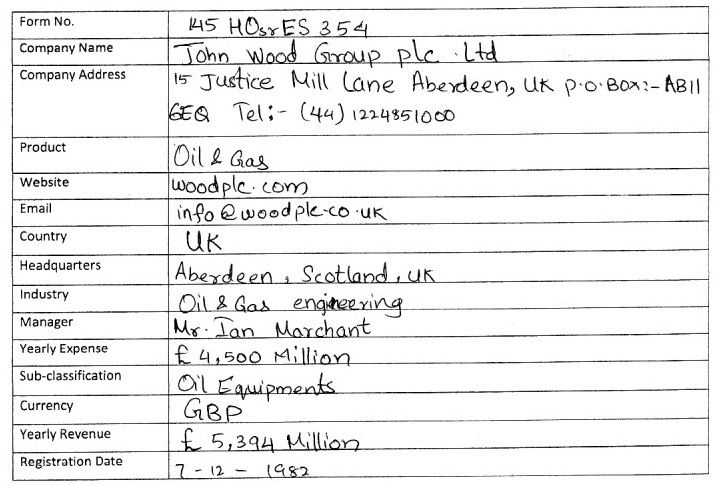 Form No. 145 HOsrES 354
Company Name John Wood Group plc . Ltd
Company Address 15 Justice Mill Lane Aberdeen, UK P.O.Box:- AB11
6EQ Tel:- (44) 1224851000
Product Oil & Gas
Website woodplc.com
Email info@woodplc.co.uk
Country UK
Headquarters Aberdeen, Scotland, UK
Industry Oil & Gas engineering
Manager Mr. Ian Marchant
Yearly Expense £ 4,500 Million
Sub-classification Oil Equipments
Currency GBP
Yearly Revenue £ 5,394 Million
Registration Date 7-12-1982